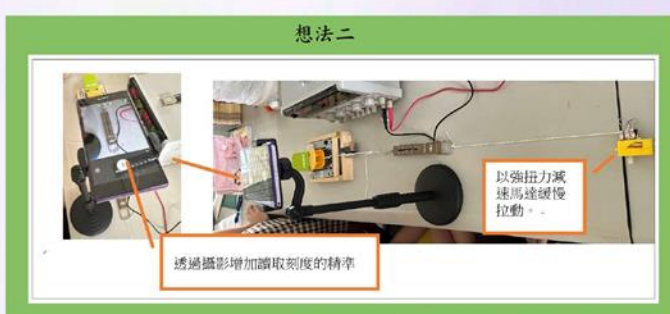 想法二
以強扭力減
速馬達緩慢
拉動。
透過攝影增加讀取刻度的精準